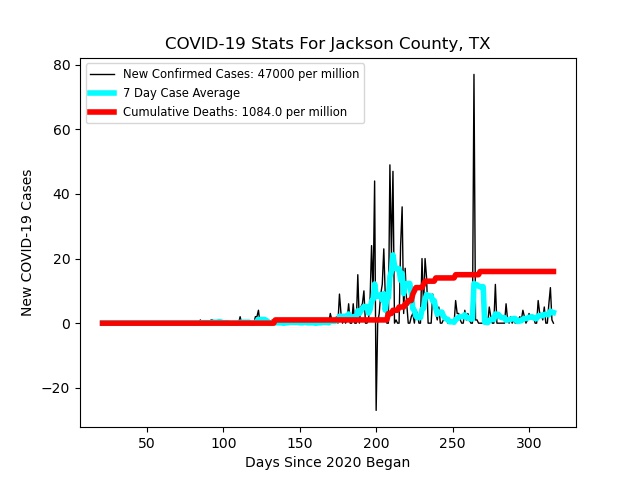 COVID-19 Stats For Jackson County, TX
New Confirmed Cases: 47000 per million
7 Day Case Average
Cumulative Deaths: 1084.0 per million
New COVID-19 Cases
80
60
40
20
0
−20
50 100 150 200 250 300
Days Since 2020 Began